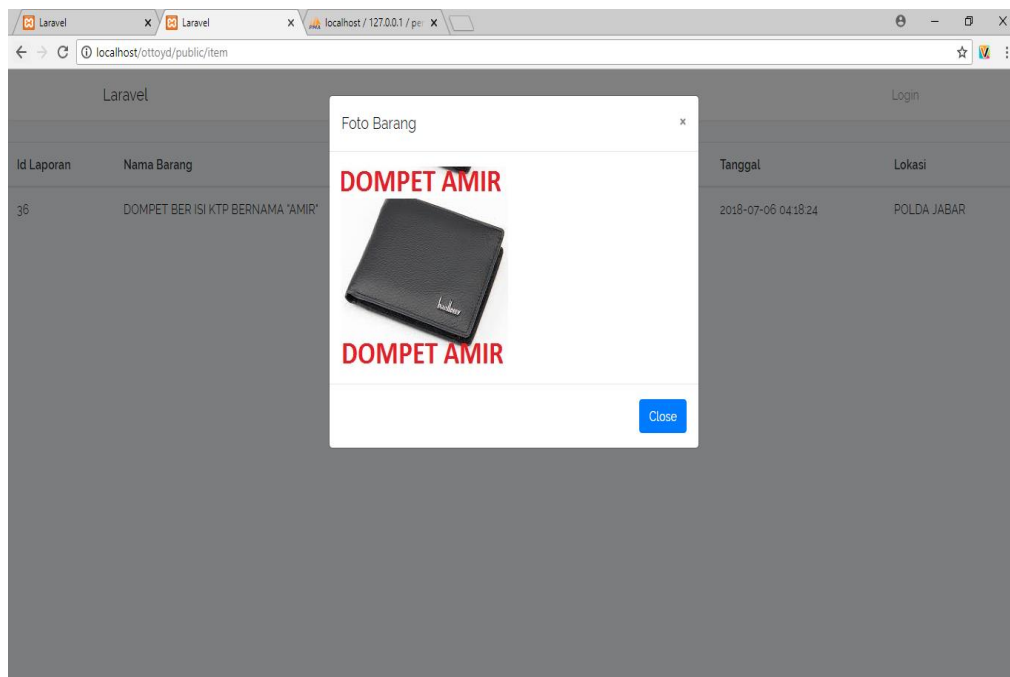 Laravel
Laravel
localhost / 127.0.0.1 / per
localhost/ottoyd/public/item
Laravel
Login
Foto Barang
x
Id Laporan Nama Barang Tanggal Lokasi
36 DOMPET BER ISI KTP BERNAMA "AMIR" 2018-07-06 04:18:24 POLDA JABAR
DOMPET AMIR
DOMPET AMIR
Close